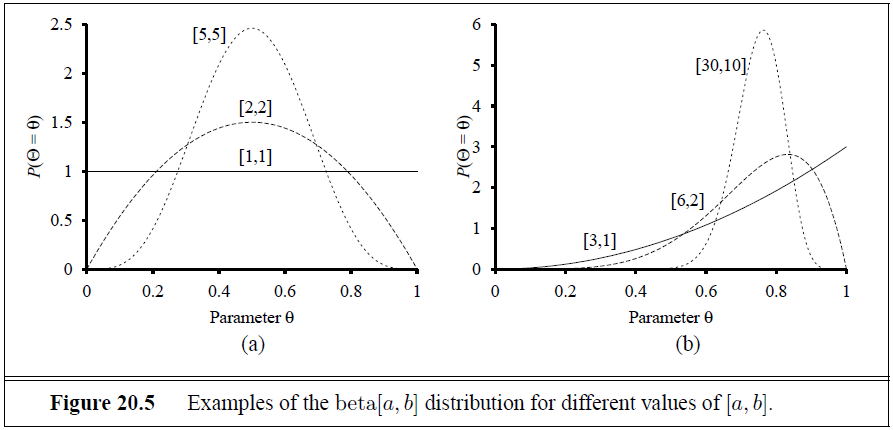 2.5
2
1.5
1
0.5
0
[5,5]
[2,2]
[1,1]
P(Θ = θ)
0 0.2 0.4 0.6 0.8 1
Parameter θ
(a)
6
5
4
3
2
1
0
[30,10]
[6,2]
[3,1]
P(Θ = θ)
0 0.2 0.4 0.6 0.8 1
Parameter θ
(b)
Figure 20.5 Examples of the beta[a, b] distribution for different values of [a, b].